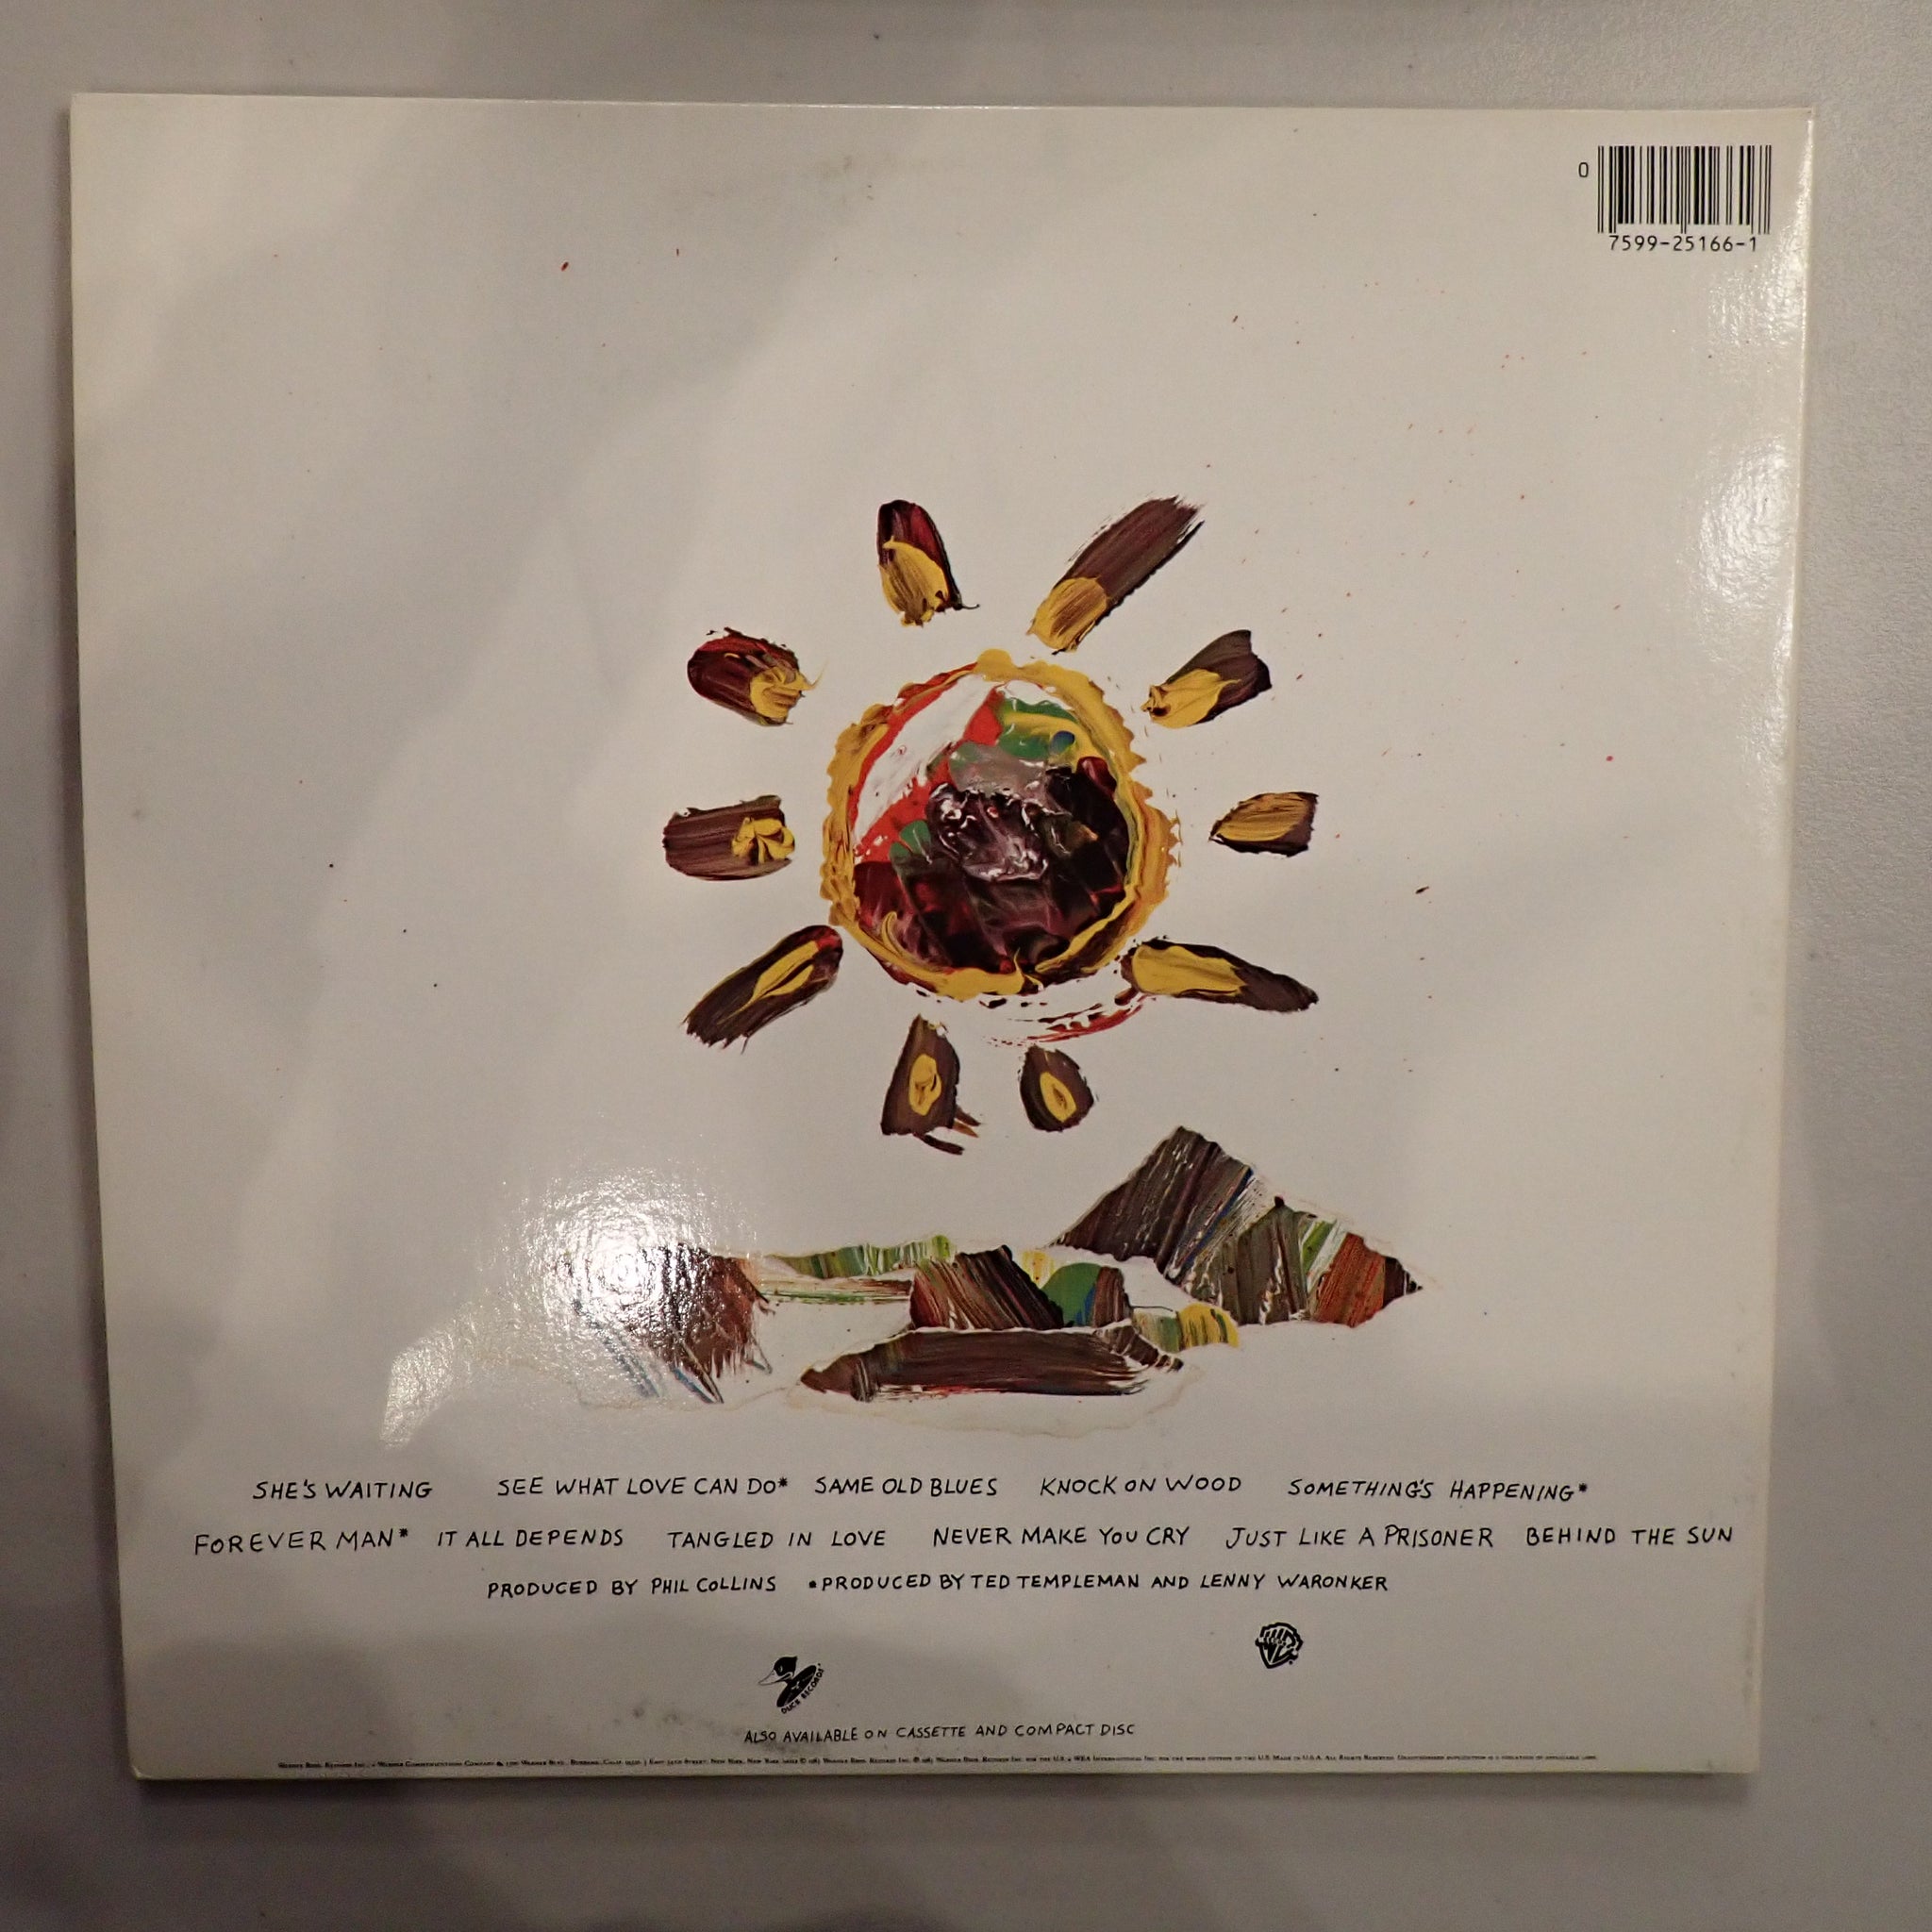 0
7599-25166-1
SHE'S WAITING SEE WHAT LOVE CAN DO* SAME OLD BLUES KNOCK ON WOOD SOMETHING'S HAPPENING*
FOREVER MAN* IT ALL DEPENDS TANGLED IN LOVE NEVER MAKE YOU CRY JUST LIKE A PRISONER BEHIND THE SUN
PRODUCED BY PHIL COLLINS *PRODUCED BY TED TEMPLEMAN AND LENNY WARONKER
DUCK RECORDS
ALSO AVAILABLE ON CASSETTE AND COMPACT DISC